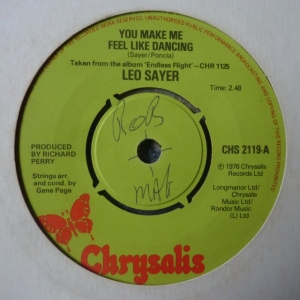 YOU MAKE ME
FEEL LIKE DANCING
(Sayer/Poncia)
Taken from the album 'Endless Flight'—CHR 1125
LEO SAYER
Time: 2.48
Rob
PRODUCED
BY RICHARD
PERRY
Strings arr.
and cond. by
Gene Page
CHS 2119-A
℗ 1976 Chrysalis
Records Ltd
Longmanor Ltd/
Chrysalis
Music Ltd/
Rondor Music
(L) Ltd
Chrysalis